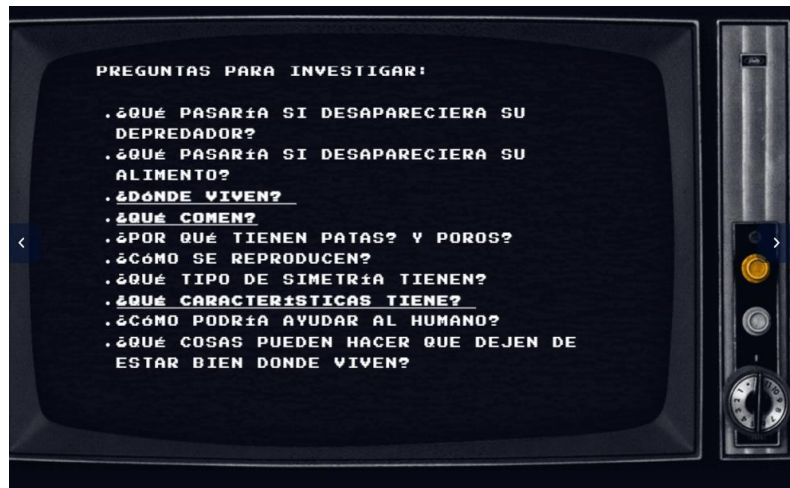 PREGUNTAS PARA INVESTIGAR:
.¿QUÉ PASARÍA SI DESAPARECIERA SU
DEPREDADOR?
.¿QUÉ PASARÍA SI DESAPARECIERA SU
ALIMENTO?
.¿DÓNDE VIVEN?
.¿QUÉ COMEN?
.¿POR QUÉ TIENEN PATAS? Y POROS?
.¿CÓMO SE REPRODUCEN?
.¿QUÉ TIPO DE SIMETRÍA TIENEN?
.¿QUÉ CARACTERÍSTICAS TIENE?
.¿CÓMO PODRÍA AYUDAR AL HUMANO?
.¿QUÉ COSAS PUEDEN HACER QUE DEJEN DE
ESTAR BIEN DONDE VIVEN?